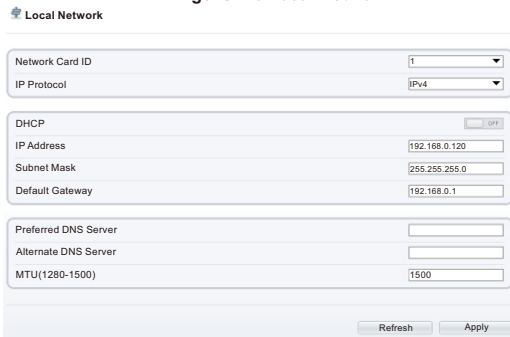 Local Network
Network Card ID 1
IP Protocol IPv4
DHCP OFF
IP Address 192.168.0.120
Subnet Mask 255.255.255.0
Default Gateway 192.168.0.1
Preferred DNS Server
Alternate DNS Server
MTU(1280-1500) 1500
Refresh Apply